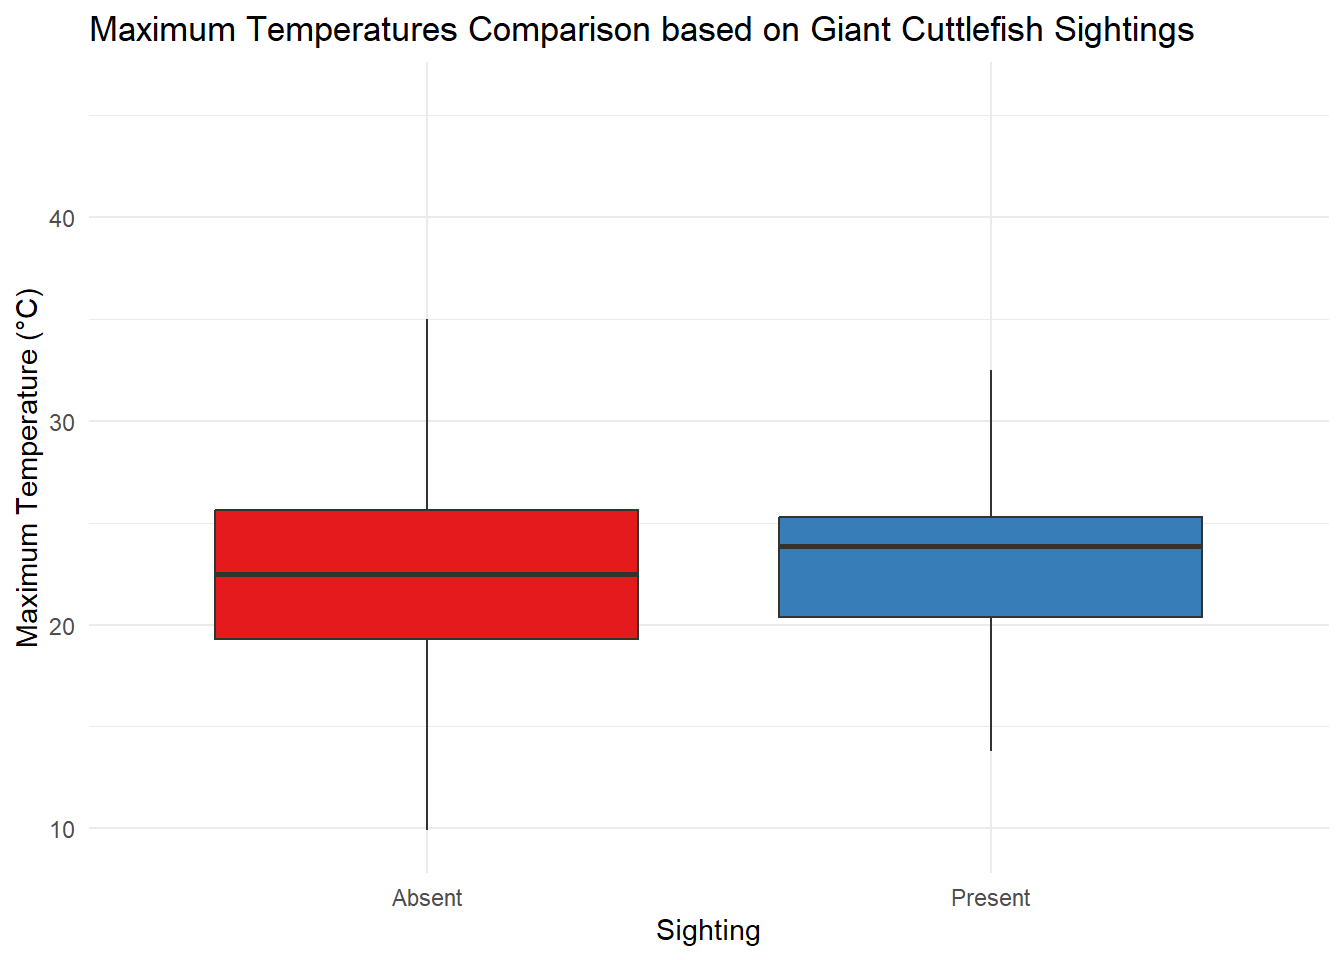 Maximum Temperatures Comparison based on Giant Cuttlefish Sightings
Maximum Temperature (°C)
40
30
20
10
Absent
Present
Sighting